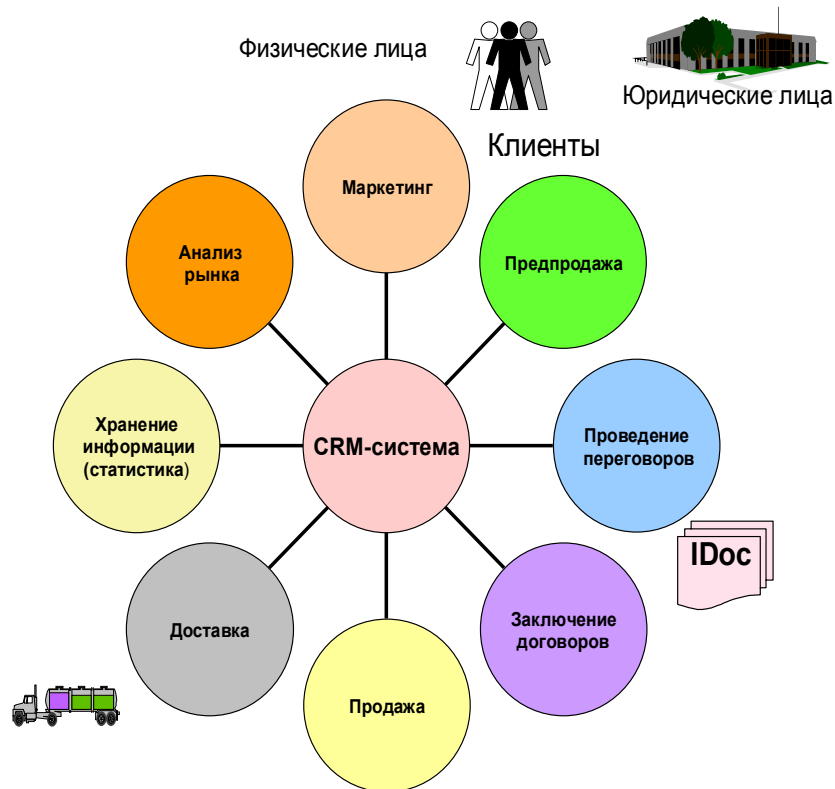 Физические лица
Юридические лица
Клиенты
Маркетинг
Анализ
рынка
Предпродажа
Хранение
информации
(статистика)
CRM-система
Проведение
переговоров
IDoc
Доставка
Заключение
договоров
Продажа